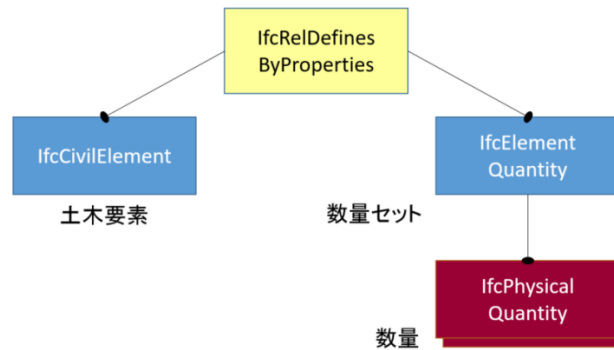 IfcRelDefines
ByProperties
IfcCivilElement
土木要素
IfcElement
Quantity
数量セット
IfcPhysical
Quantity
数量